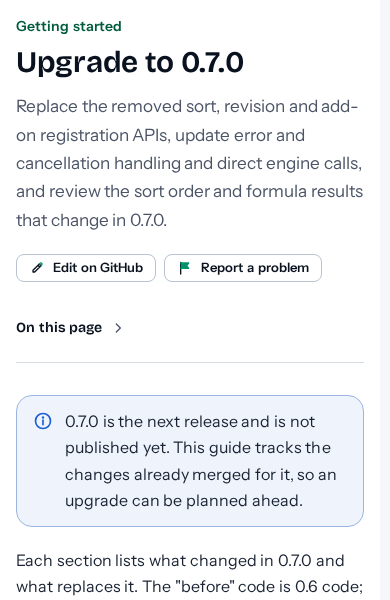 Getting started
Upgrade to 0.7.0
Replace the removed sort, revision and add-
on registration APIs, update error and
cancellation handling and direct engine calls,
and review the sort order and formula results
that change in 0.7.0.
Edit on GitHub
Report a problem
On this page
0.7.0 is the next release and is not
published yet. This guide tracks the
changes already merged for it, so an
upgrade can be planned ahead.
Each section lists what changed in 0.7.0 and
what replaces it. The "before" code is 0.6 code;